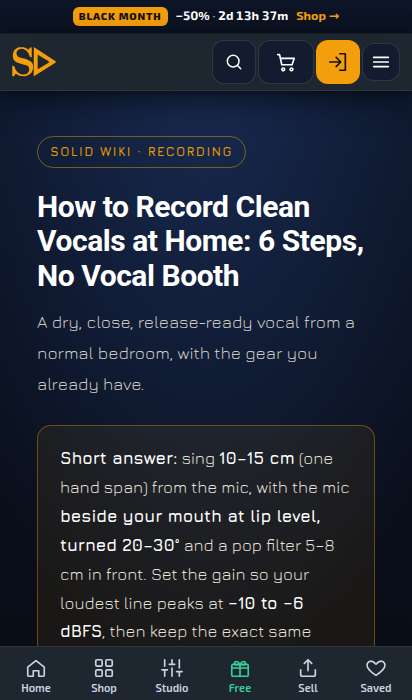 BLACK MONTH −50% · 2d 13h 37m Shop →
SOLID WIKI · RECORDING
How to Record Clean
Vocals at Home: 6 Steps,
No Vocal Booth
A dry, close, release-ready vocal from a
normal bedroom, with the gear you
already have.
Short answer: sing 10–15 cm (one
hand span) from the mic, with the mic
beside your mouth at lip level,
turned 20–30° and a pop filter 5–8
cm in front. Set the gain so your
loudest line peaks at −10 to −6
dBFS, then keep the exact same
Home Shop Studio Free Sell Saved